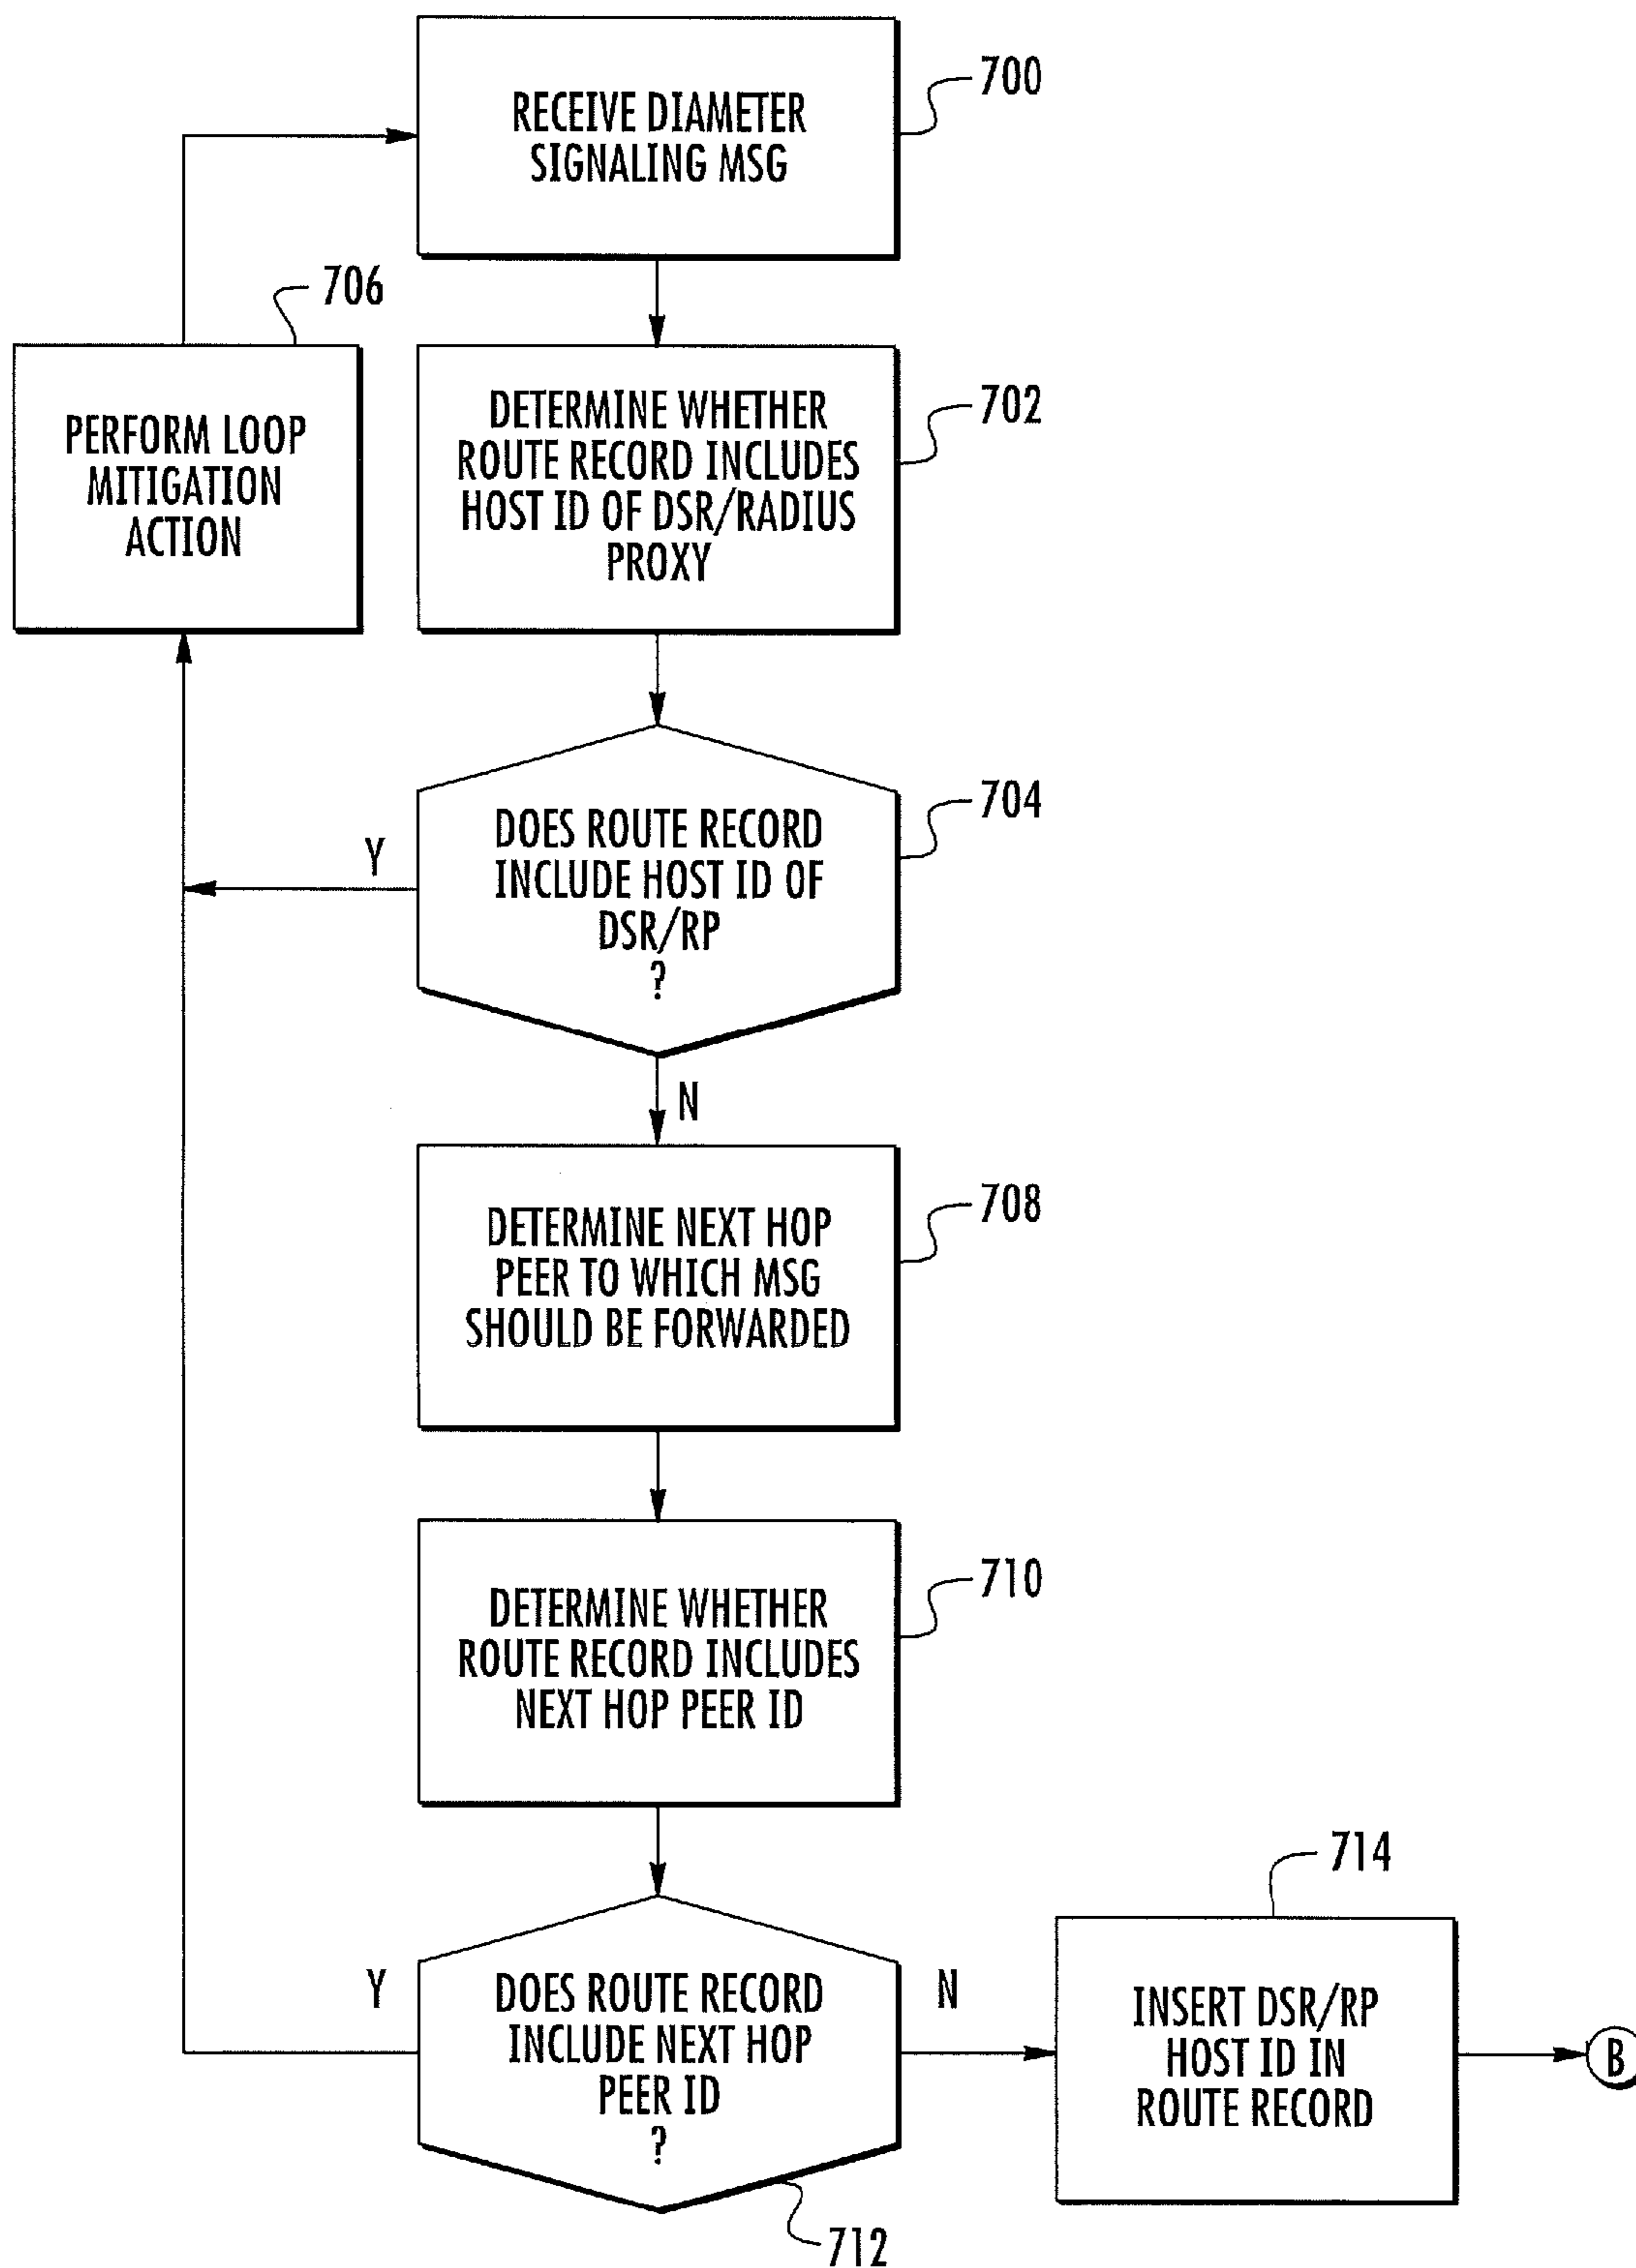 RECEIVE DIAMETER
SIGNALING MSG
700
706
PERFORM LOOP
MITIGATION
ACTION
DETERMINE WHETHER
ROUTE RECORD INCLUDES
HOST ID OF DSR/RADIUS
PROXY
702
DOES ROUTE RECORD
INCLUDE HOST ID OF
DSR/RP
?
704
Y
N
DETERMINE NEXT HOP
PEER TO WHICH MSG
SHOULD BE FORWARDED
708
DETERMINE WHETHER
ROUTE RECORD INCLUDES
NEXT HOP PEER ID
710
DOES ROUTE RECORD
INCLUDE NEXT HOP
PEER ID
?
712
Y
N
714
INSERT DSR/RP
HOST ID IN
ROUTE RECORD
B